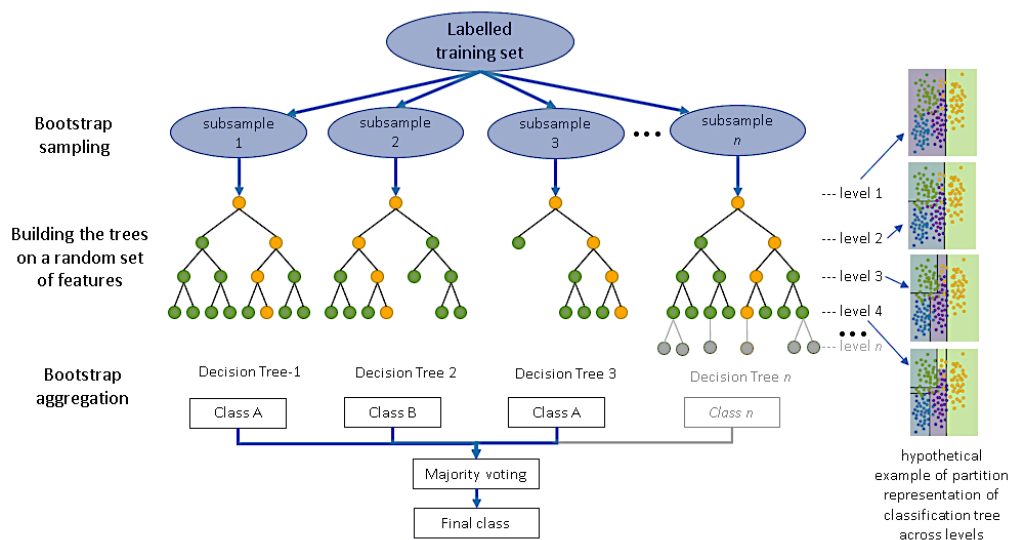 Labelled
training set
Bootstrap
sampling
subsample
1
subsample
2
subsample
3
•••
subsample
n
Building the trees
on a random set
of features
--- level 1
--- level 2
--- level 3
--- level 4
•••
--- level n
Bootstrap
aggregation
Decision Tree-1
Decision Tree 2
Decision Tree 3
Decision Tree n
Class A
Class B
Class A
Class n
Majority voting
Final class
hypothetical
example of partition
representation of
classification tree
across levels